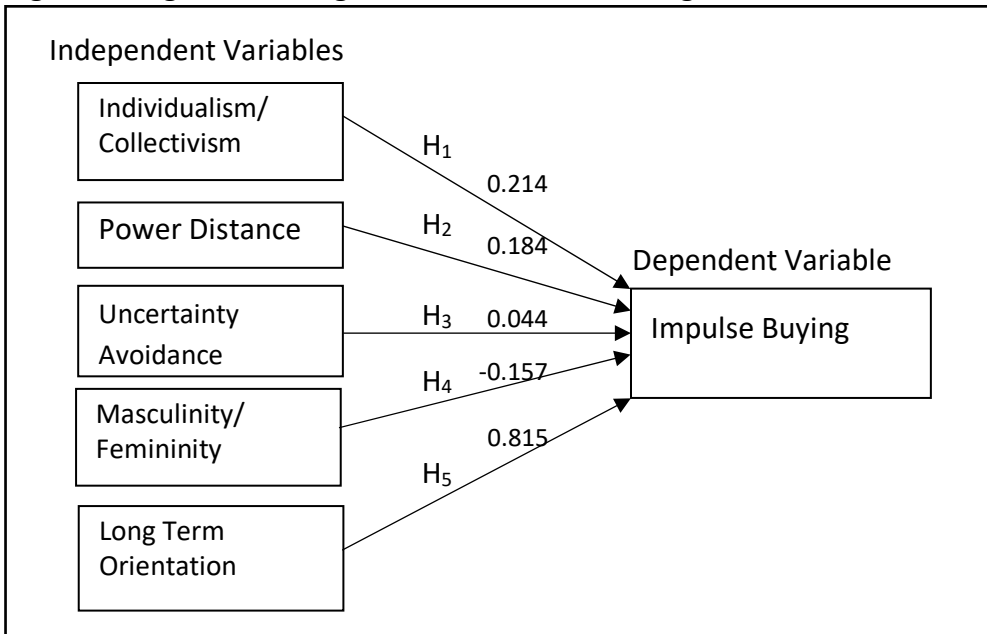 Independent Variables
Individualism/
Collectivism
H1
0.214
Power Distance
H2
0.184
Dependent Variable
Uncertainty
Avoidance
H3 0.044
Impulse Buying
H4 -0.157
Masculinity/
Femininity
0.815
H5
Long Term
Orientation